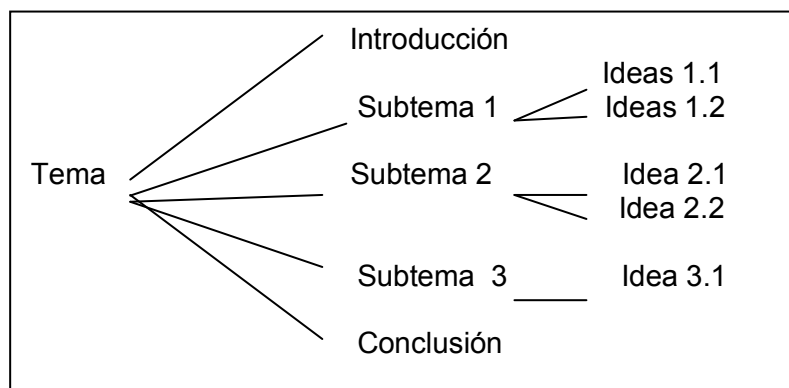 Introducción
Ideas 1.1
Subtema 1
Ideas 1.2
Tema
Subtema 2
Idea 2.1
Idea 2.2
Subtema 3
Idea 3.1
Conclusión